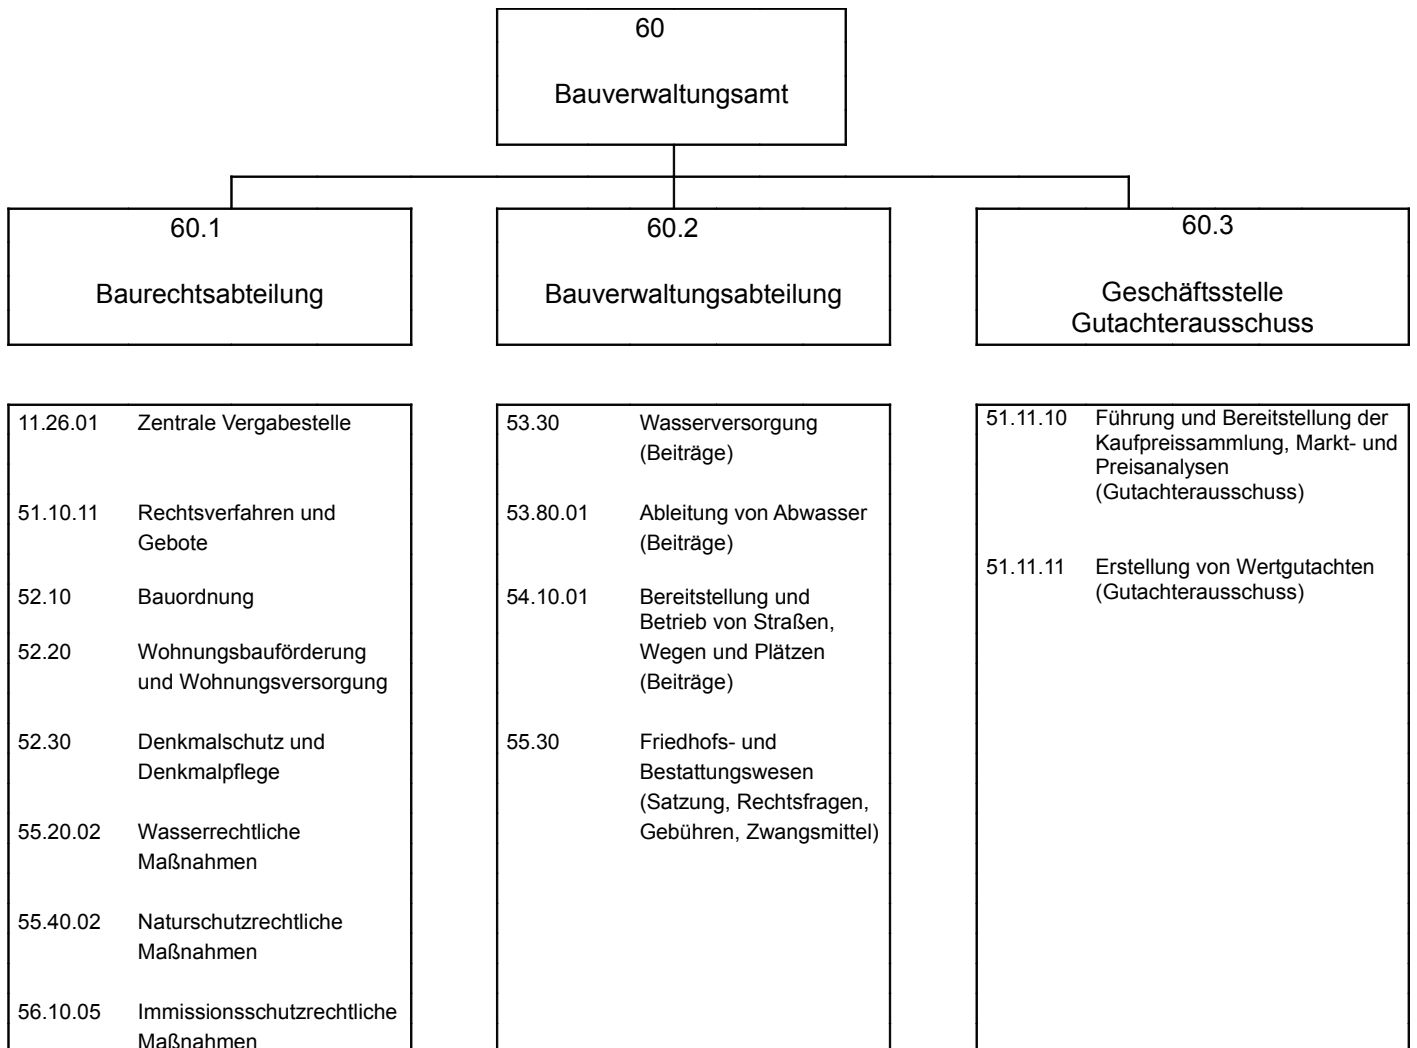 60
Bauverwaltungsamt
60.1
Baurechtsabteilung
60.2
Bauverwaltungsabteilung
60.3
Geschäftsstelle
Gutachterausschuss
11.26.01 Zentrale Vergabestelle
51.10.11 Rechtsverfahren und
Gebote
52.10 Bauordnung
52.20 Wohnungsbauförderung
und Wohnungsversorgung
52.30 Denkmalschutz und
Denkmalpflege
55.20.02 Wasserrechtliche
Maßnahmen
55.40.02 Naturschutzrechtliche
Maßnahmen
56.10.05 Immissionsschutzrechtliche
Maßnahmen
53.30 Wasserversorgung
(Beiträge)
53.80.01 Ableitung von Abwasser
(Beiträge)
54.10.01 Bereitstellung und
Betrieb von Straßen,
Wegen und Plätzen
(Beiträge)
55.30 Friedhofs- und
Bestattungswesen
(Satzung, Rechtsfragen,
Gebühren, Zwangsmittel)
51.11.10 Führung und Bereitstellung der
Kaufpreissammlung, Markt- und
Preisanalysen
(Gutachterausschuss)
51.11.11 Erstellung von Wertgutachten
(Gutachterausschuss)